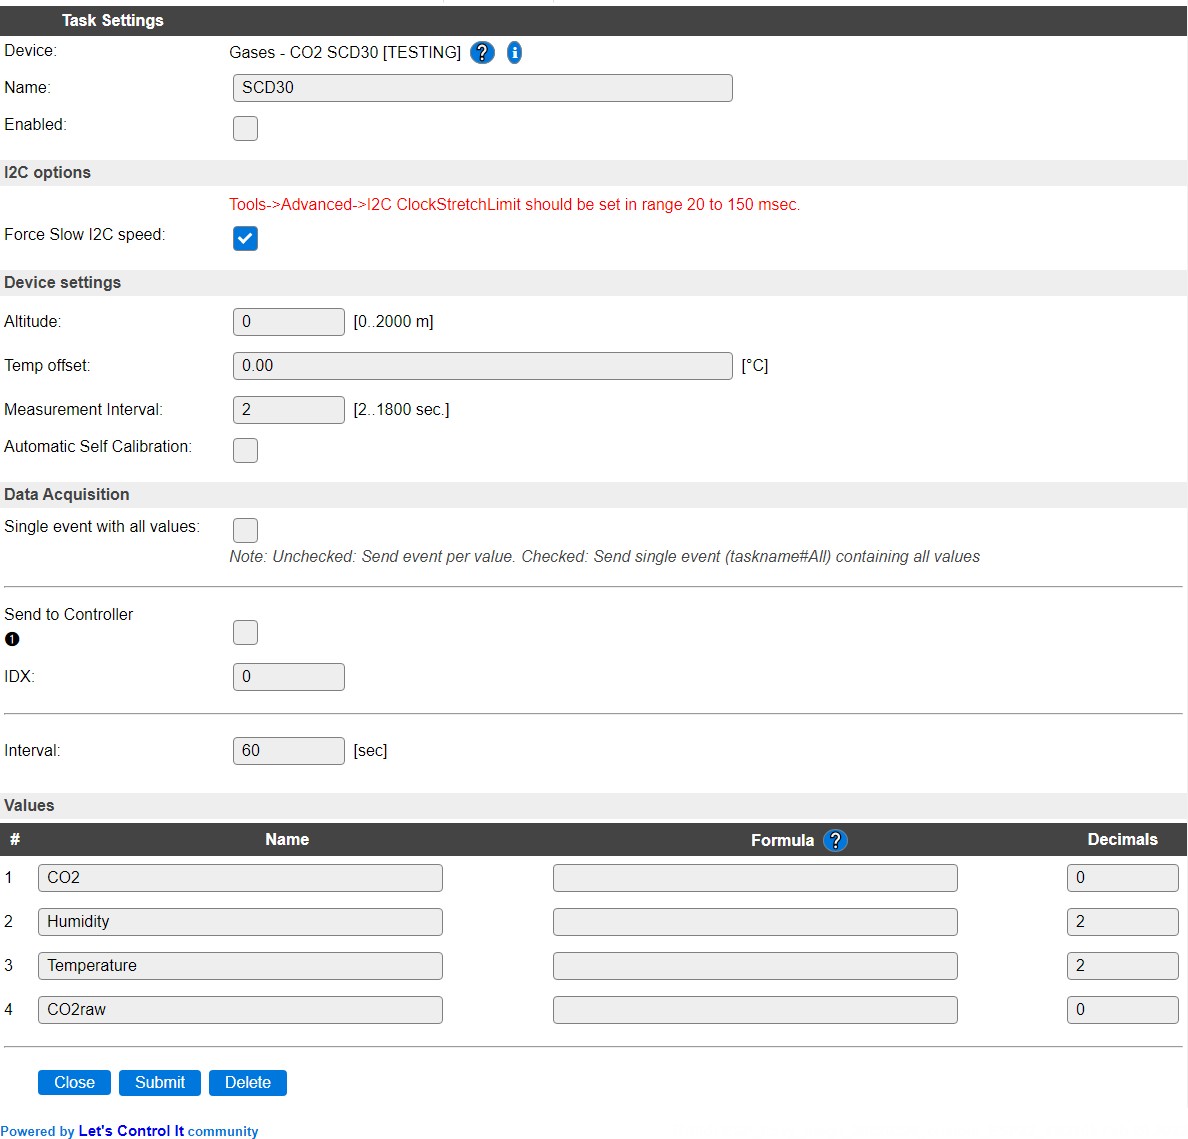 Task Settings
Device: Gases - CO2 SCD30 [TESTING] ? i
Name: SCD30
Enabled:
I2C options
Tools->Advanced->I2C ClockStretchLimit should be set in range 20 to 150 msec.
Force Slow I2C speed:
Device settings
Altitude: 0 [0..2000 m]
Temp offset: 0.00 [°C]
Measurement Interval: 2 [2..1800 sec.]
Automatic Self Calibration:
Data Acquisition
Single event with all values:
Note: Unchecked: Send event per value. Checked: Send single event (taskname#All) containing all values
Send to Controller
❶
IDX: 0
Interval: 60 [sec]
Values
# Name Formula ? Decimals
1 CO2 0
2 Humidity 2
3 Temperature 2
4 CO2raw 0
Close Submit Delete
Powered by Let's Control It community